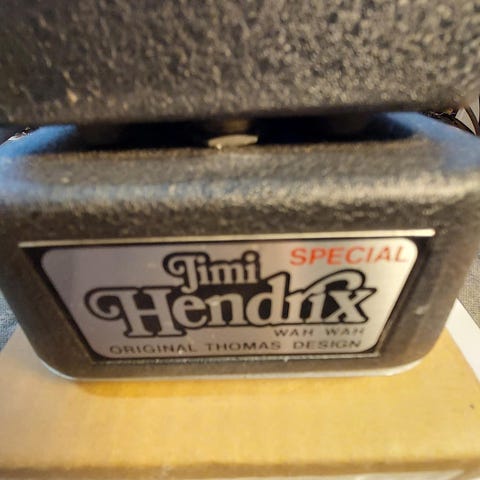 SPECIAL
Jimi
Hendrix
WAH WAH
ORIGINAL THOMAS DESIGN